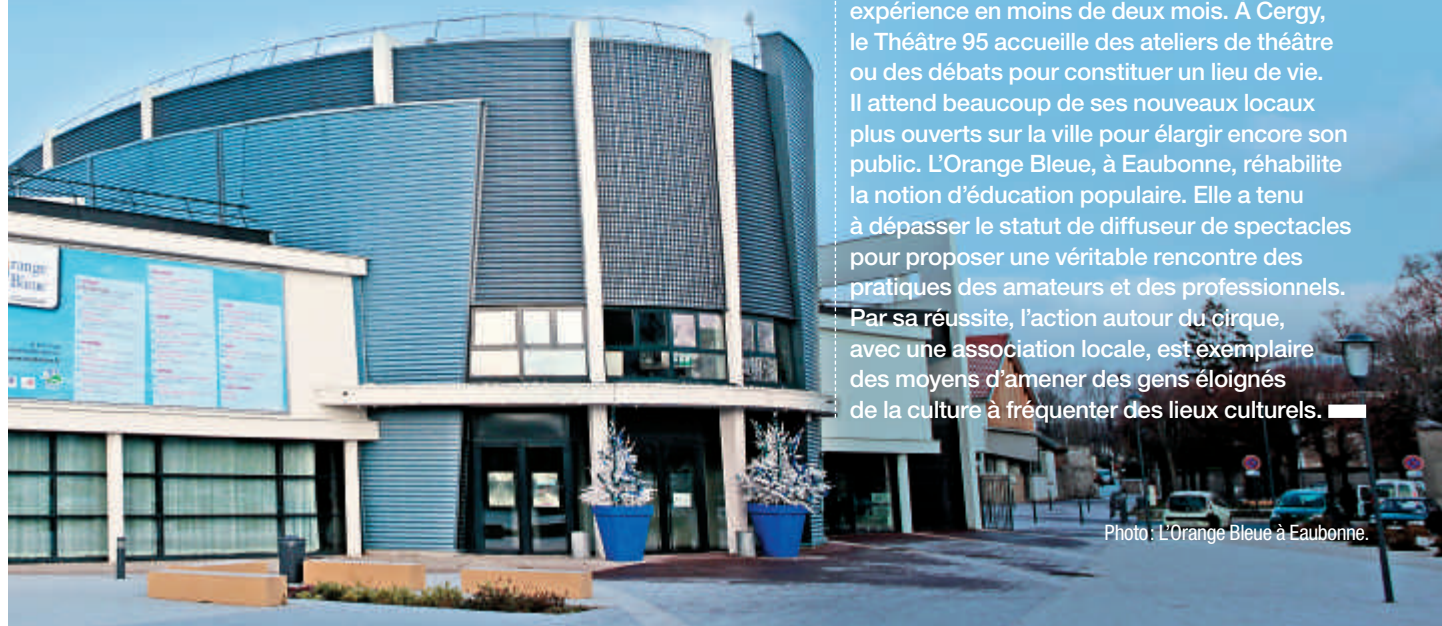 range
Bleue
expérience en moins de deux mois. À Cergy,
le Théâtre 95 accueille des ateliers de théâtre
ou des débats pour constituer un lieu de vie.
Il attend beaucoup de ses nouveaux locaux
plus ouverts sur la ville pour élargir encore son
public. L’Orange Bleue, à Eaubonne, réhabilite
la notion d’éducation populaire. Elle a tenu
à dépasser le statut de diffuseur de spectacles
pour proposer une véritable rencontre des
pratiques des amateurs et des professionnels.
Par sa réussite, l’action autour du cirque,
avec une association locale, est exemplaire
des moyens d’amener des gens éloignés
de la culture à fréquenter des lieux culturels.
Photo : L’Orange Bleue à Eaubonne.